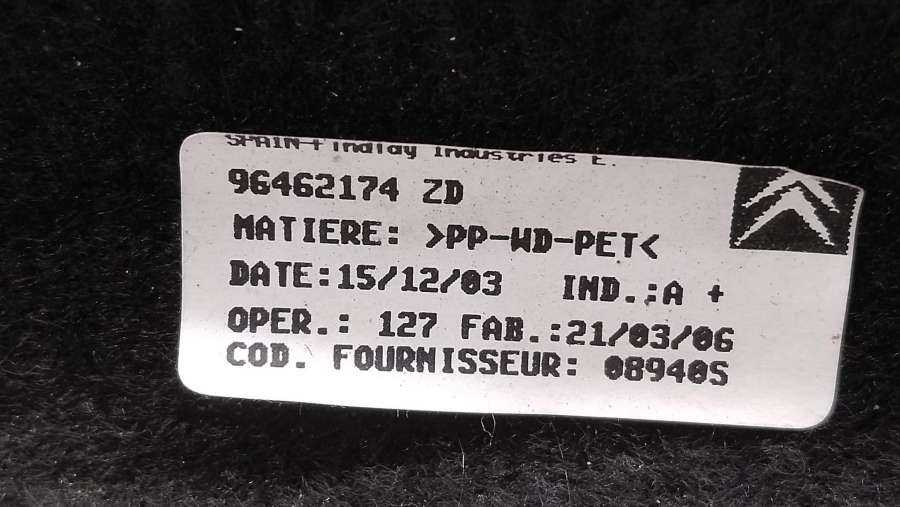 SPAIN-Findlay Industries E.
96462174 ZD
MATIERE: >PP-WD-PET<
DATE:15/12/03 IND.:A +
OPER.: 127 FAB.:21/03/06
COD. FOURNISSEUR: 08940S